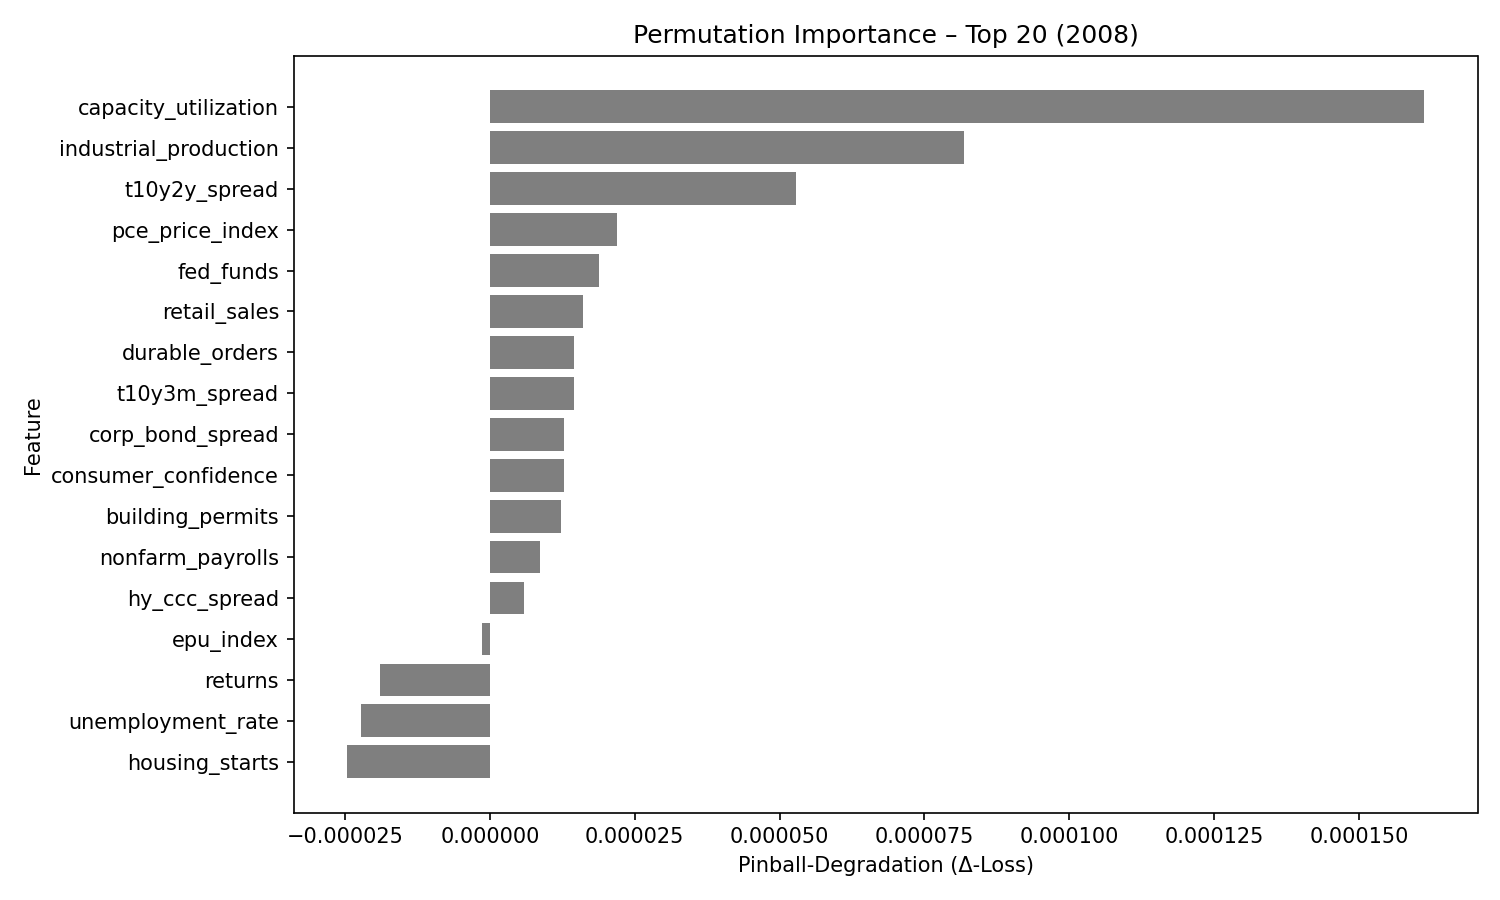 Permutation Importance – Top 20 (2008)
capacity_utilization
industrial_production
t10y2y_spread
pce_price_index
fed_funds
retail_sales
durable_orders
t10y3m_spread
corp_bond_spread
consumer_confidence
building_permits
nonfarm_payrolls
hy_ccc_spread
epu_index
returns
unemployment_rate
housing_starts
Feature
−0.000025 0.000000 0.000025 0.000050 0.000075 0.000100 0.000125 0.000150
Pinball-Degradation (Δ-Loss)